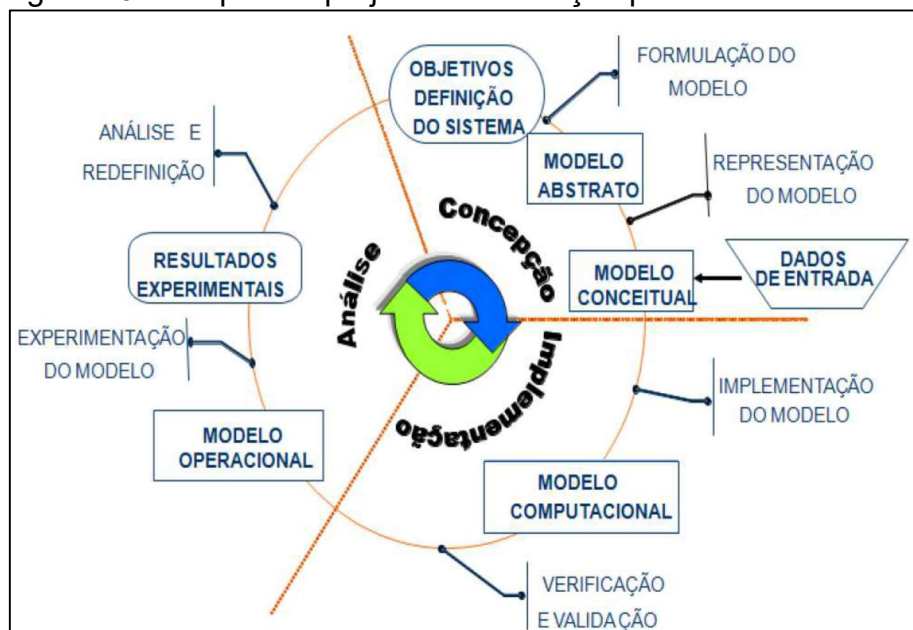 OBJETIVOS
DEFINIÇÃO
DO SISTEMA
FORMULAÇÃO DO
MODELO
MODELO
ABSTRATO
REPRESENTAÇÃO
DO MODELO
MODELO
CONCEITUAL
DADOS
DE ENTRADA
IMPLEMENTAÇÃO
DO MODELO
MODELO
COMPUTACIONAL
VERIFICAÇÃO
E VALIDAÇÃO
MODELO
OPERACIONAL
EXPERIMENTAÇÃO
DO MODELO
RESULTADOS
EXPERIMENTAIS
ANÁLISE E
REDEFINIÇÃO
Concepção
Implementação
Análise